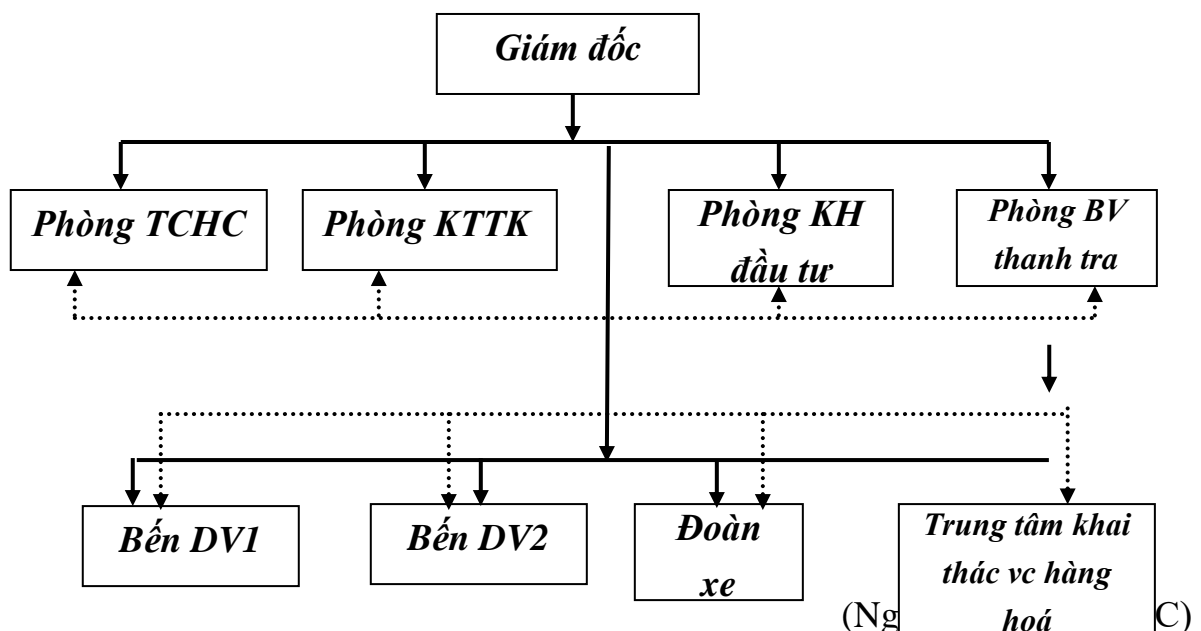 Giám đốc
Phòng TCHC
Phòng KTTK
Phòng KH
đầu tư
Phòng BV
thanh tra
Bến DV1
Bến DV2
Đoàn
xe
Trung tâm khai
thác vc hàng
hoá